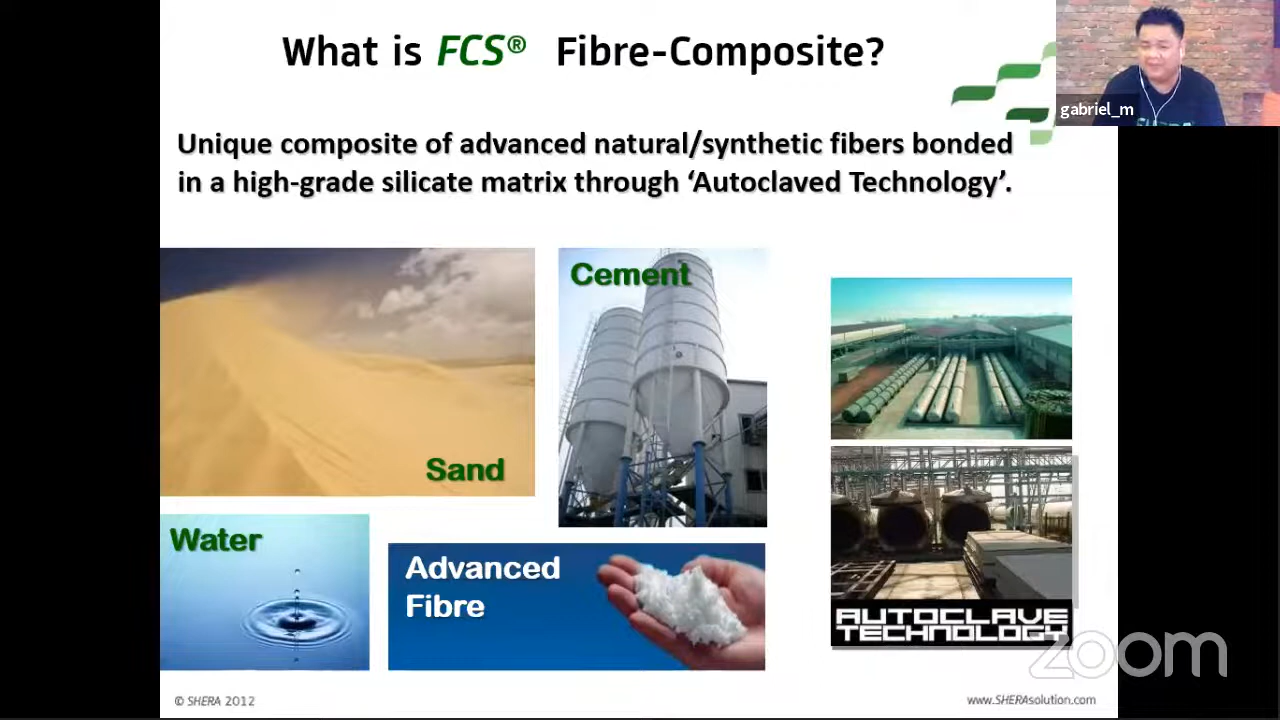 What is FCS® Fibre-Composite?
gabriel_m
Unique composite of advanced natural/synthetic fibers bonded
in a high-grade silicate matrix through ‘Autoclaved Technology’.
Cement
Sand
Water
Advanced
Fibre
AUTOCLAVE
TECHNOLOGY
zoom
© SHERA 2012
www.SHERAsolution.com